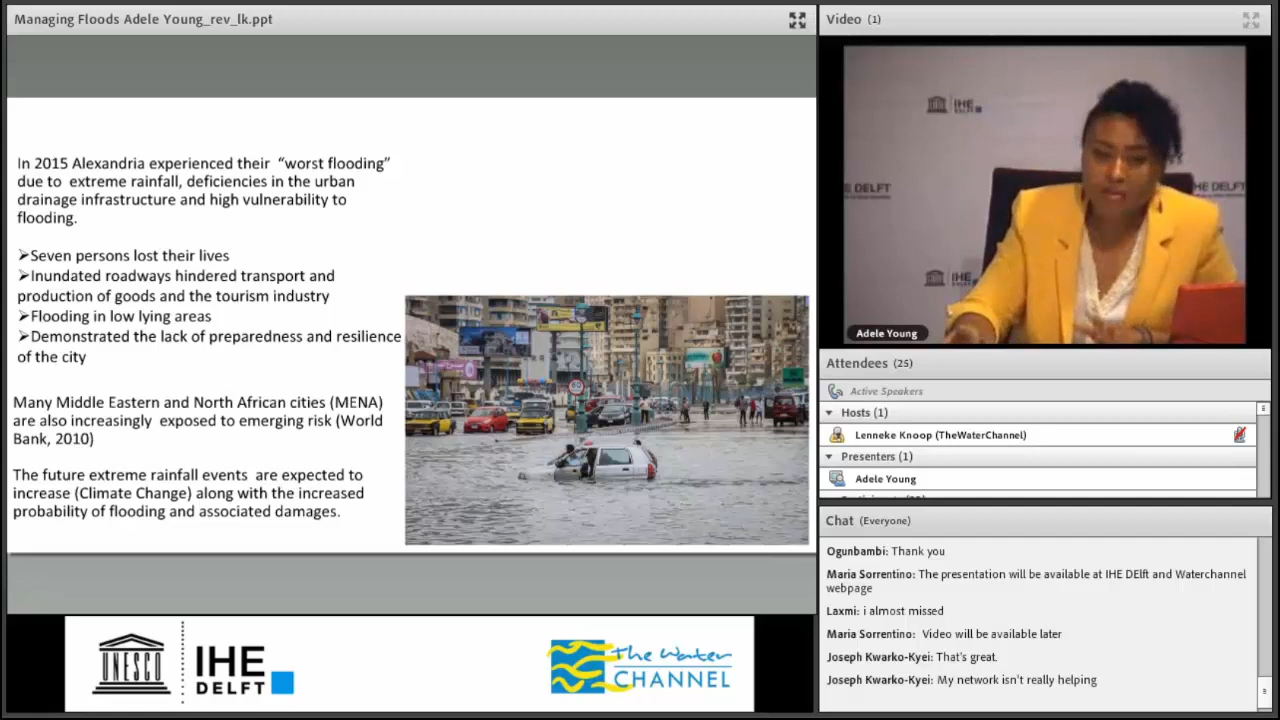 Managing Floods Adele Young_rev_lk.ppt
In 2015 Alexandria experienced their “worst flooding”
due to extreme rainfall, deficiencies in the urban
drainage infrastructure and high vulnerability to
flooding.
➢Seven persons lost their lives
➢Inundated roadways hindered transport and
production of goods and the tourism industry
➢Flooding in low lying areas
➢Demonstrated the lack of preparedness and resilience
of the city
Many Middle Eastern and North African cities (MENA)
are also increasingly exposed to emerging risk (World
Bank, 2010)
The future extreme rainfall events are expected to
increase (Climate Change) along with the increased
probability of flooding and associated damages.
60
UNESCO
IHE
DELFT
The Water
CHANNEL
Video (1)
IHE
IHE DELFT
IHE DELFT
IHE
Adele Young
Attendees (25)
Active Speakers
Hosts (1)
Lenneke Knoop (TheWaterChannel)
Presenters (1)
Adele Young
Chat (Everyone)
Ogunbambi: Thank you
Maria Sorrentino: The presentation will be available at IHE DElft and Waterchannel
webpage
Laxmi: i almost missed
Maria Sorrentino: Video will be available later
Joseph Kwarko-Kyei: That's great.
Joseph Kwarko-Kyei: My network isn't really helping